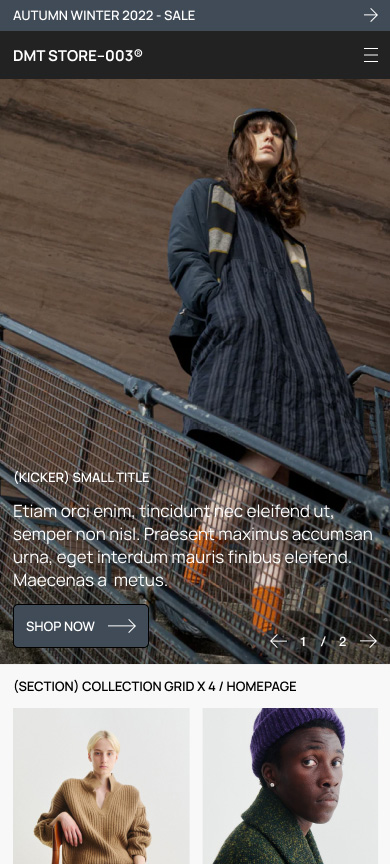 AUTUMN WINTER 2022 - SALE
DMT STORE–003®
(KICKER) SMALL TITLE
Etiam orci enim, tincidunt nec eleifend ut,
semper non nisl. Praesent maximus accumsan
urna, eget interdum mauris finibus eleifend.
Maecenas a metus.
SHOP NOW
1 / 2
(SECTION) COLLECTION GRID X 4 / HOMEPAGE